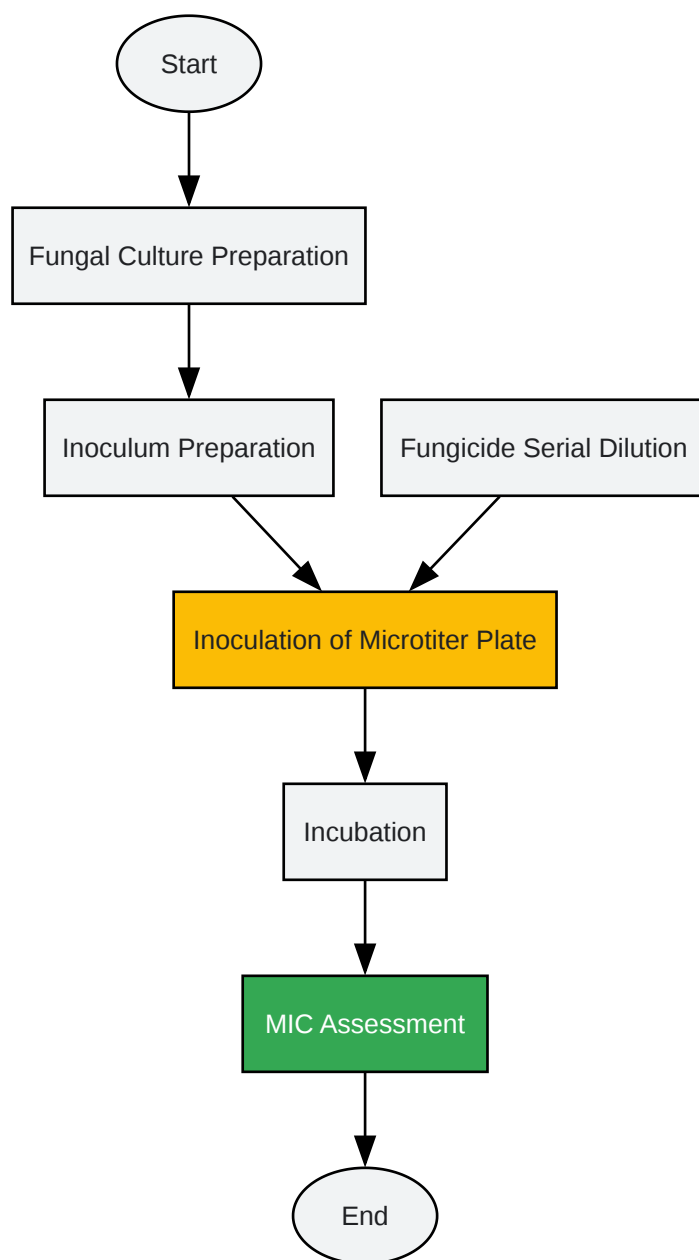 Start
Fungal Culture Preparation
Inoculum Preparation
Fungicide Serial Dilution
Inoculation of Microtiter Plate
Incubation
MIC Assessment
End